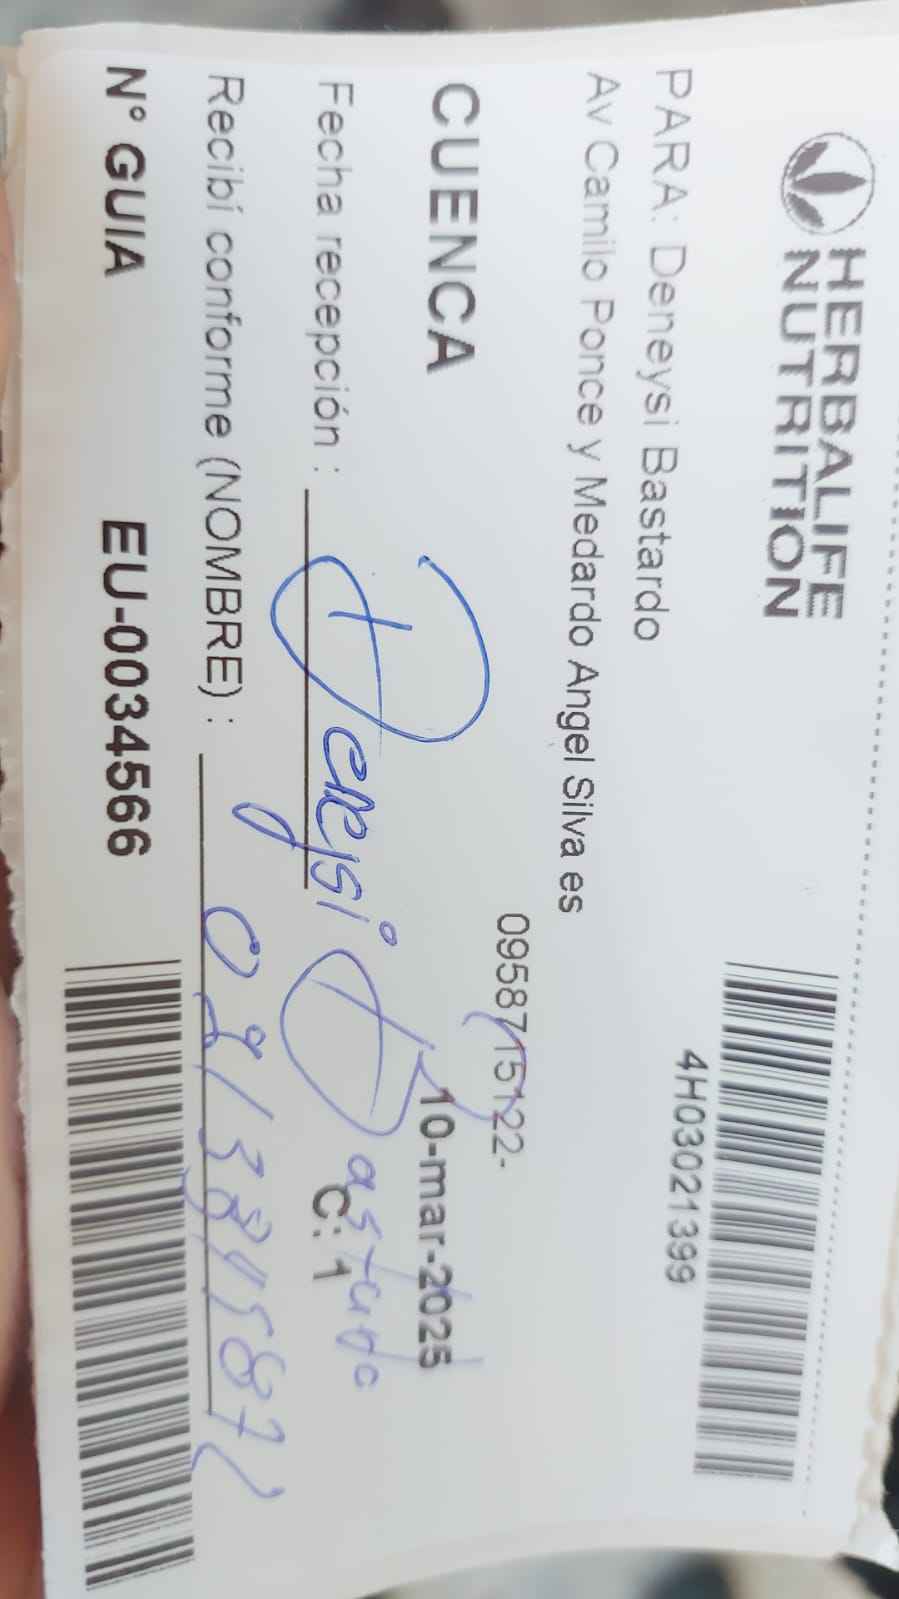 HERBALIFE
NUTRITION
4H03021399
PARA: Deneysi Bastardo
Av Camilo Ponce y Medardo Angel Silva es
0958715122-
CUENCA
10-mar-2025
Fecha recepción :
Deneysi Bastardo
C: 1
Recibí conforme (NOMBRE) :
N° GUIA
EU-0034566